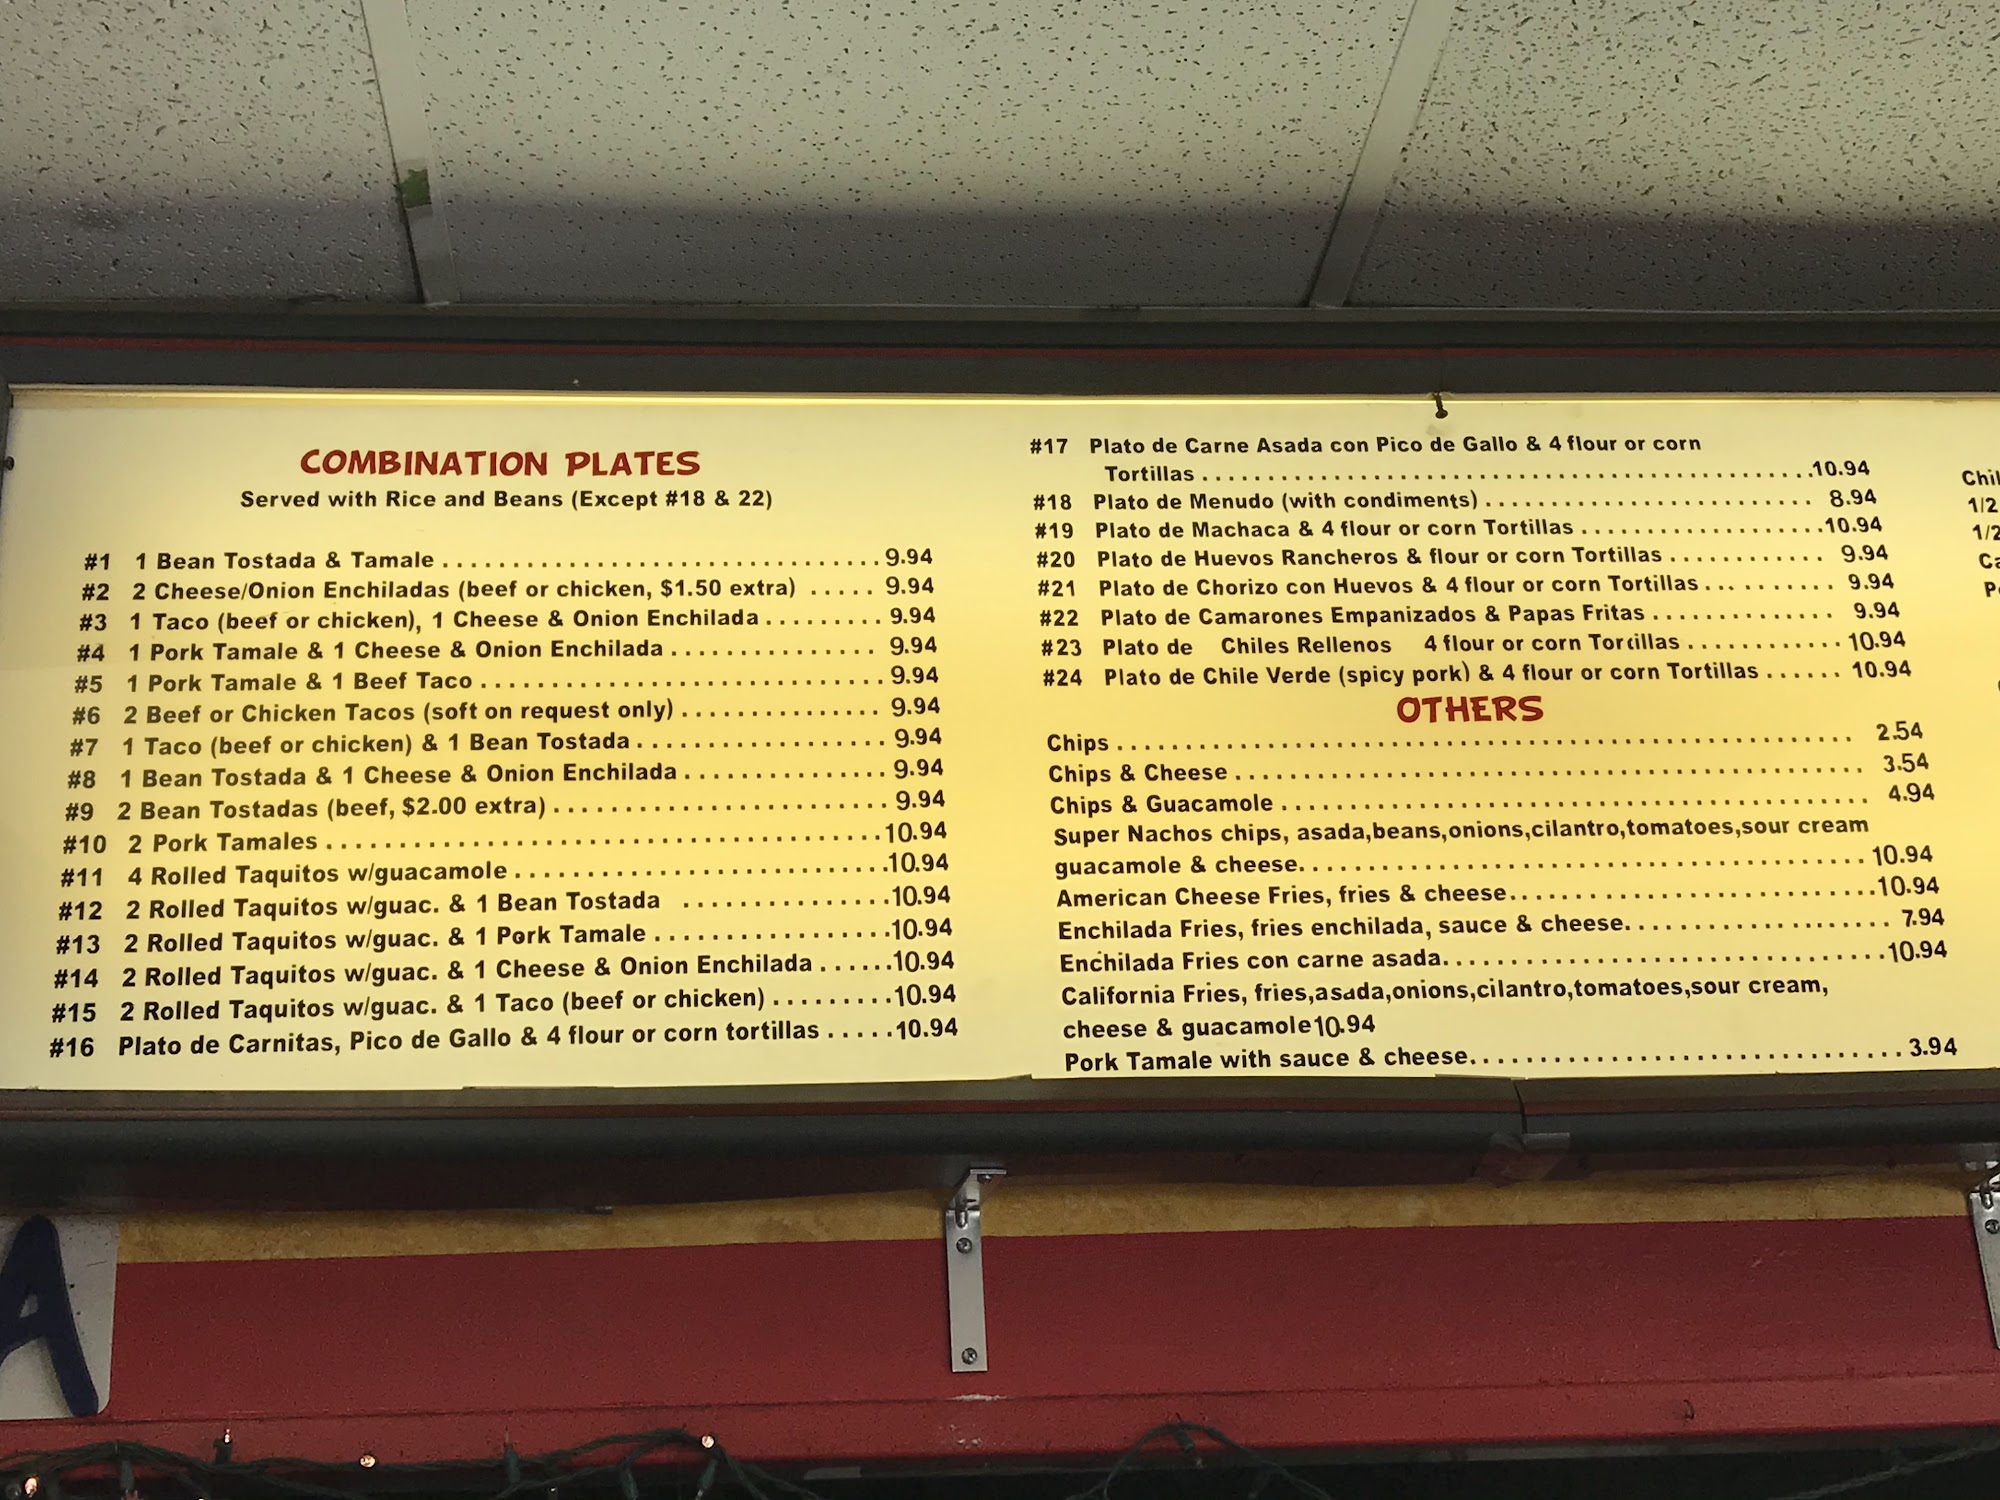 COMBINATION PLATES
Served with Rice and Beans (Except #18 & 22)
#1 1 Bean Tostada & Tamale . . . . . . . . . . . . . . . . . . . . . . . . . . . . . . . 9.94
#2 2 Cheese/Onion Enchiladas (beef or chicken, $1.50 extra) . . . . . 9.94
#3 1 Taco (beef or chicken), 1 Cheese & Onion Enchilada . . . . . . . . . 9.94
#4 1 Pork Tamale & 1 Cheese & Onion Enchilada . . . . . . . . . . . . . . . 9.94
#5 1 Pork Tamale & 1 Beef Taco . . . . . . . . . . . . . . . . . . . . . . . . . . . . . 9.94
#6 2 Beef or Chicken Tacos (soft on request only) . . . . . . . . . . . . . . . 9.94
#7 1 Taco (beef or chicken) & 1 Bean Tostada . . . . . . . . . . . . . . . . . . 9.94
#8 1 Bean Tostada & 1 Cheese & Onion Enchilada . . . . . . . . . . . . . . . 9.94
#9 2 Bean Tostadas (beef, $2.00 extra) . . . . . . . . . . . . . . . . . . . . . . . . 9.94
#10 2 Pork Tamales . . . . . . . . . . . . . . . . . . . . . . . . . . . . . . . . . . . . . . 10.94
#11 4 Rolled Taquitos w/guacamole . . . . . . . . . . . . . . . . . . . . . . . . . . . 10.94
#12 2 Rolled Taquitos w/guac. & 1 Bean Tostada . . . . . . . . . . . . . . . 10.94
#13 2 Rolled Taquitos w/guac. & 1 Pork Tamale . . . . . . . . . . . . . . . . . 10.94
#14 2 Rolled Taquitos w/guac. & 1 Cheese & Onion Enchilada . . . . . . 10.94
#15 2 Rolled Taquitos w/guac. & 1 Taco (beef or chicken) . . . . . . . . . 10.94
#16 Plato de Carnitas, Pico de Gallo & 4 flour or corn tortillas . . . . . 10.94
#17 Plato de Carne Asada con Pico de Gallo & 4 flour or corn
Tortillas . . . . . . . . . . . . . . . . . . . . . . . . . . . . . . . . . . . . . . . . . . . . . 10.94
#18 Plato de Menudo (with condiments) . . . . . . . . . . . . . . . . . . . . . . . . 8.94
#19 Plato de Machaca & 4 flour or corn Tortillas . . . . . . . . . . . . . . . . . . 10.94
#20 Plato de Huevos Rancheros & flour or corn Tortillas . . . . . . . . . . . . 9.94
#21 Plato de Chorizo con Huevos & 4 flour or corn Tortillas . . . . . . . . . . 9.94
#22 Plato de Camarones Empanizados & Papas Fritas . . . . . . . . . . . . . . 9.94
#23 Plato de Chiles Rellenos 4 flour or corn Tortillas . . . . . . . . . . . . 10.94
#24 Plato de Chile Verde (spicy pork) & 4 flour or corn Tortillas . . . . . . 10.94
OTHERS
Chips . . . . . . . . . . . . . . . . . . . . . . . . . . . . . . . . . . . . . . . . . . . . . . . . . . . . . 2.54
Chips & Cheese . . . . . . . . . . . . . . . . . . . . . . . . . . . . . . . . . . . . . . . . . . . . . . 3.54
Chips & Guacamole . . . . . . . . . . . . . . . . . . . . . . . . . . . . . . . . . . . . . . . . . . . 4.94
Super Nachos chips, asada,beans,onions,cilantro,tomatoes,sour cream
guacamole & cheese. . . . . . . . . . . . . . . . . . . . . . . . . . . . . . . . . . . . . . . . . . 10.94
American Cheese Fries, fries & cheese. . . . . . . . . . . . . . . . . . . . . . . . . . . 10.94
Enchilada Fries, fries enchilada, sauce & cheese. . . . . . . . . . . . . . . . . . . . 7.94
Enchilada Fries con carne asada. . . . . . . . . . . . . . . . . . . . . . . . . . . . . . . . . 10.94
California Fries, fries,asada,onions,cilantro,tomatoes,sour cream,
cheese & guacamole10.94
Pork Tamale with sauce & cheese. . . . . . . . . . . . . . . . . . . . . . . . . . . . . . . . 3.94
1/2
1/2
A